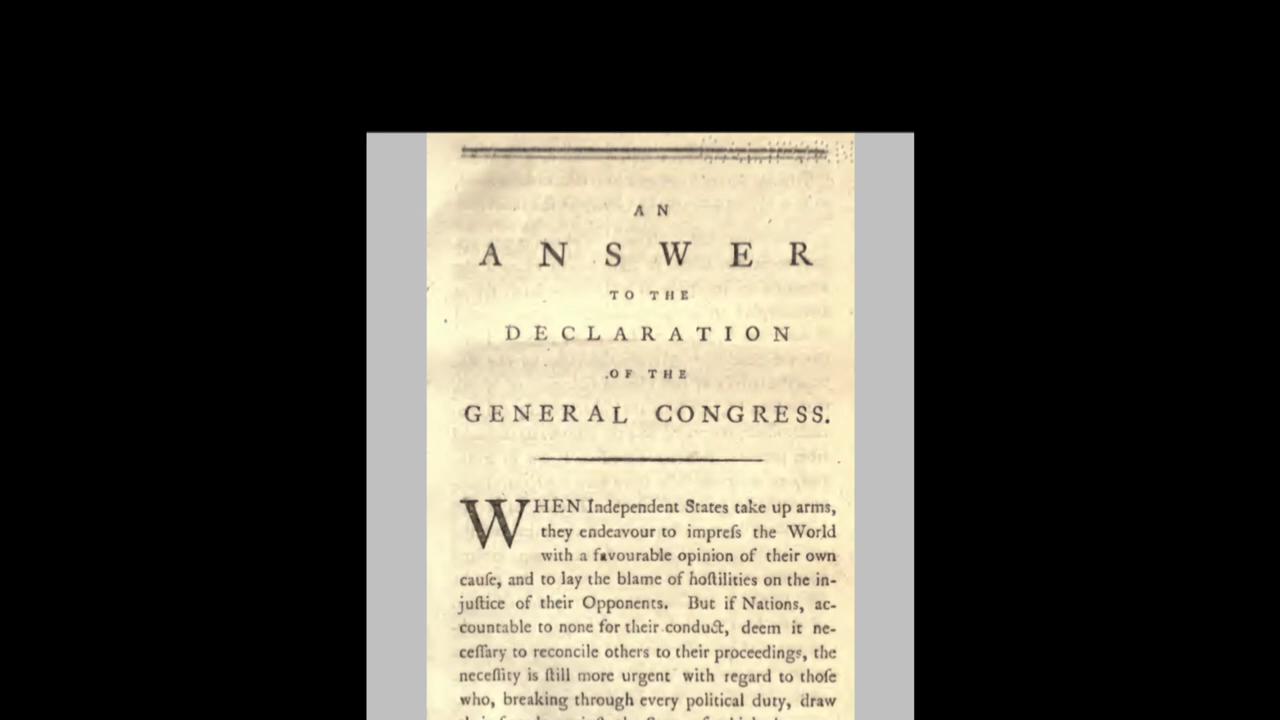 AN
ANSWER
TO THE
DECLARATION
OF THE
GENERAL CONGRESS.
WHEN Independent States take up arms,
they endeavour to impreſs the World
with a favourable opinion of their own
cauſe, and to lay the blame of hoſtilities on the in-
juſtice of their Opponents. But if Nations, ac-
countable to none for their conduct, deem it ne-
ceſſary to reconcile others to their proceedings, the
neceſſity is ſtill more urgent with regard to thoſe
who, breaking through every political duty, draw